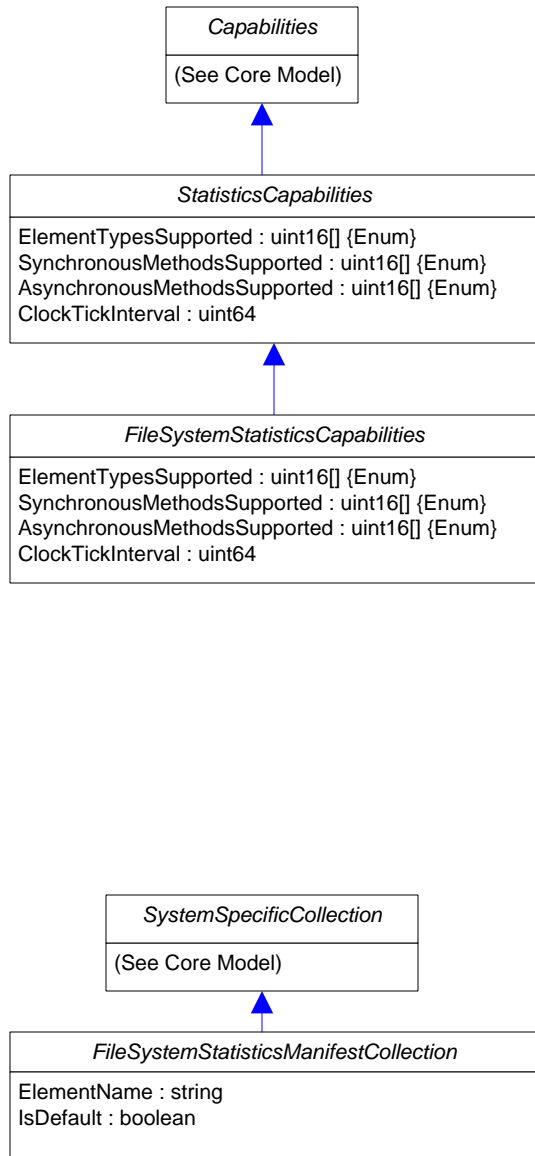 Capabilities
(See Core Model)
StatisticsCapabilities
ElementTypesSupported : uint16[] {Enum}
SynchronousMethodsSupported : uint16[] {Enum}
AsynchronousMethodsSupported : uint16[] {Enum}
ClockTickInterval : uint64
FileSystemStatisticsCapabilities
ElementTypesSupported : uint16[] {Enum}
SynchronousMethodsSupported : uint16[] {Enum}
AsynchronousMethodsSupported : uint16[] {Enum}
ClockTickInterval : uint64
SystemSpecificCollection
(See Core Model)
FileSystemStatisticsManifestCollection
ElementName : string
IsDefault : boolean